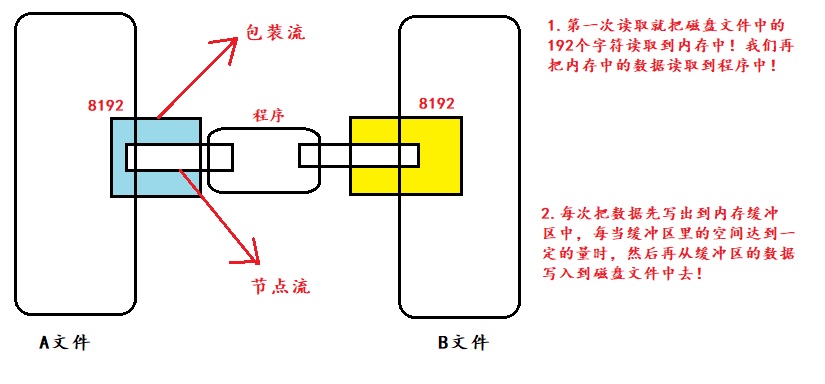 包装流
1.第一次读取就把磁盘文件中的
192个字符读取到内存中！我们再
把内存中的数据读取到程序中！
8192
程序
8192
2.每次把数据先写出到内存缓冲
区中，每当缓冲区里的空间达到一
定的量时，然后再从缓冲区的数据
写入到磁盘文件中去！
节点流
A文件
B文件